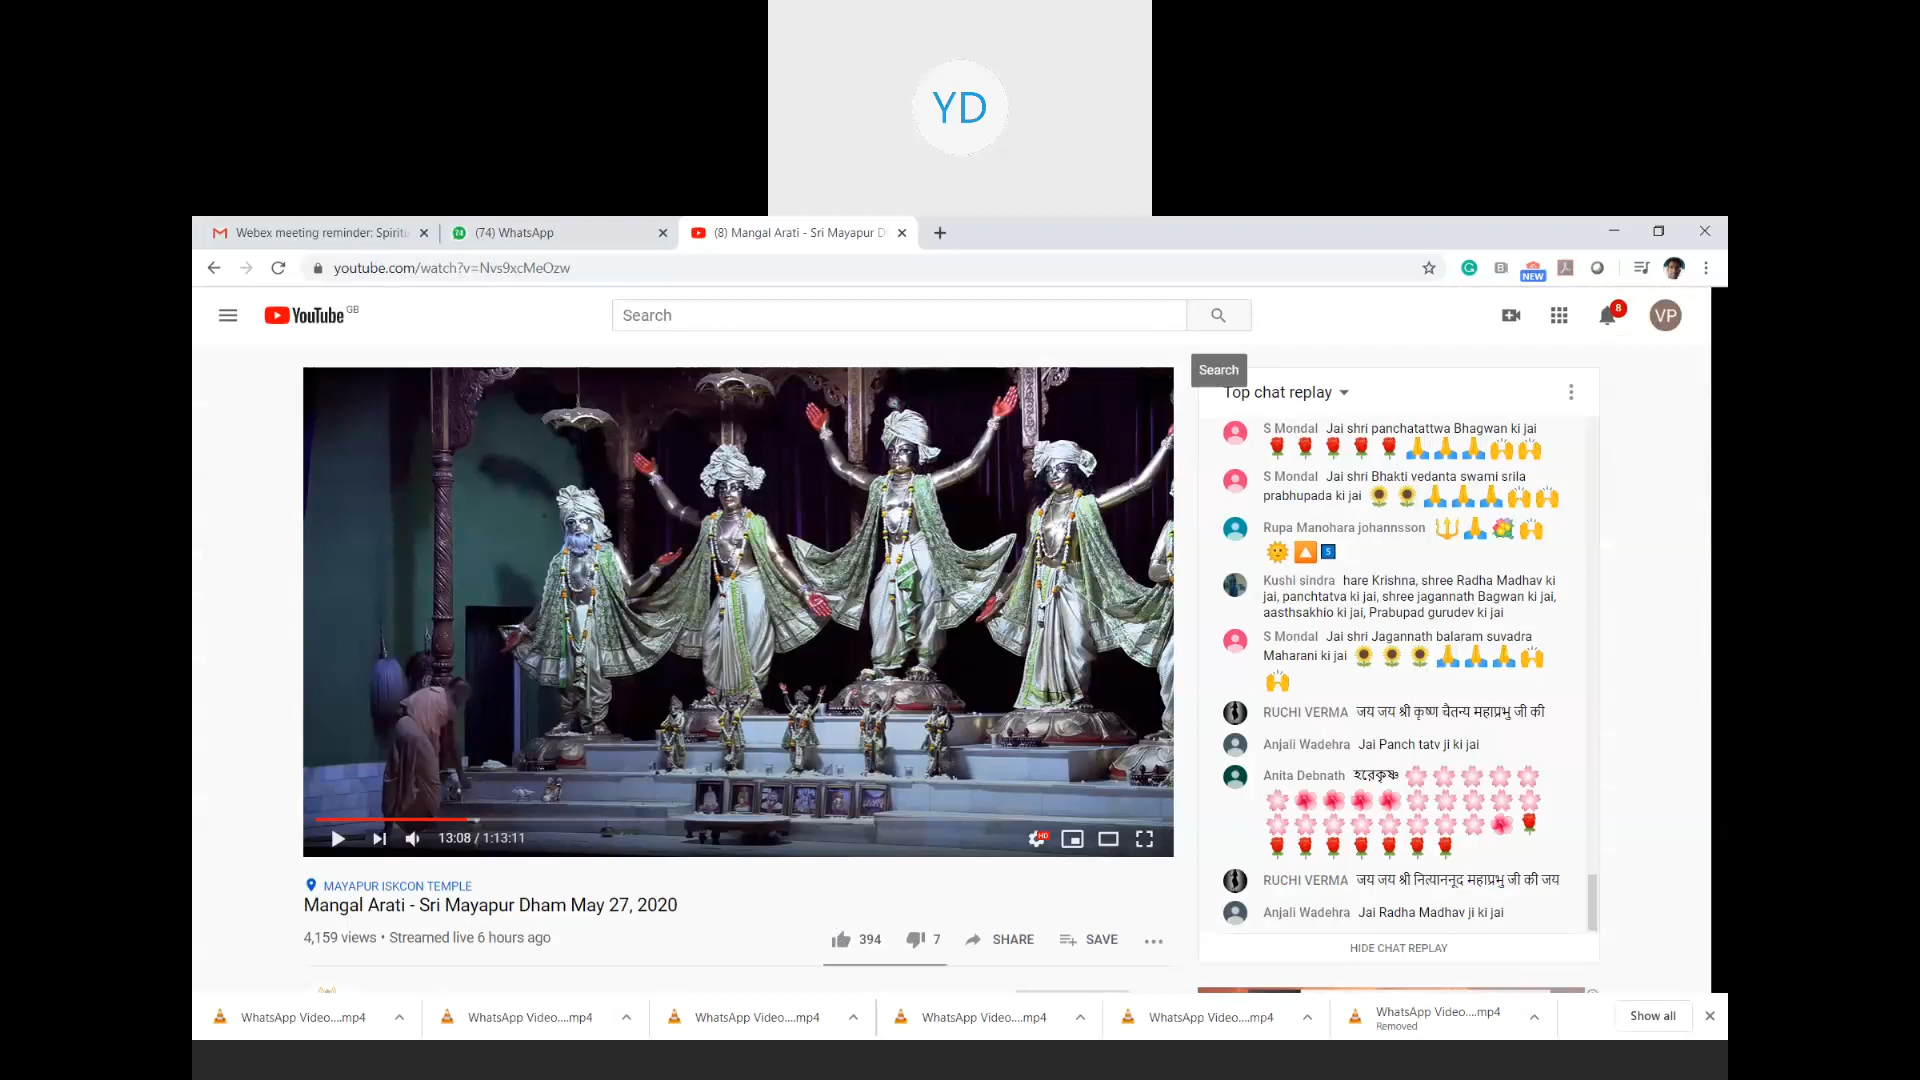 YD
Webex meeting reminder: Spiritu
74
(74) WhatsApp
(8) Mangal Arati - Sri Mayapur D
youtube.com/watch?v=Nvs9xcMeOzw
NEW
YouTube GB
Search
8
VP
Search
Top chat replay
S Mondal Jai shri panchatattwa Bhagwan ki jai
S Mondal Jai shri Bhakti vedanta swami srila
prabhupada ki jai
Rupa Manohara johannsson
5
Kushi sindra hare Krishna, shree Radha Madhav ki
jai, panchtatva ki jai, shree jagannath Bagwan ki jai,
aasthsakhio ki jai, Prabupad gurudev ki jai
S Mondal Jai shri Jagannath balaram suvadra
Maharani ki jai
RUCHI VERMA जय जय श्री कृष्ण चैतन्य महाप्रभु जी की
Anjali Wadehra Jai Panch tatv ji ki jai
Anita Debnath হরেকৃষ্ণ
RUCHI VERMA जय जय श्री महाप्रभु जी की जय
Anjali Wadehra Jai Radha Madhav ji ki jai
HIDE CHAT REPLAY
13:08 / 1:13:11
HD
MAYAPUR ISKCON TEMPLE
Mangal Arati - Sri Mayapur Dham May 27, 2020
4,159 views • Streamed live 6 hours ago
394
7
SHARE
SAVE
WhatsApp Video....mp4
WhatsApp Video....mp4
WhatsApp Video....mp4
WhatsApp Video....mp4
WhatsApp Video....mp4
WhatsApp Video....mp4
Removed
Show all